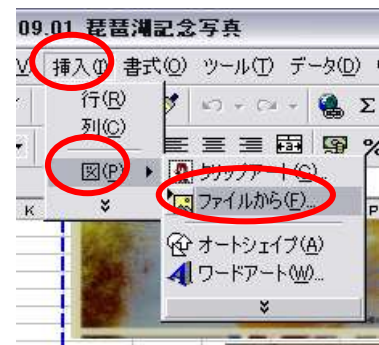 09.01 琵琶湖記念写真
挿入(I) 書式(O) ツール(T) データ(D)
行(R)
列(C)
図(P)
クリップアート(C)...
ファイルから(F)...
オートシェイプ(A)
ワードアート(W)...
K
P